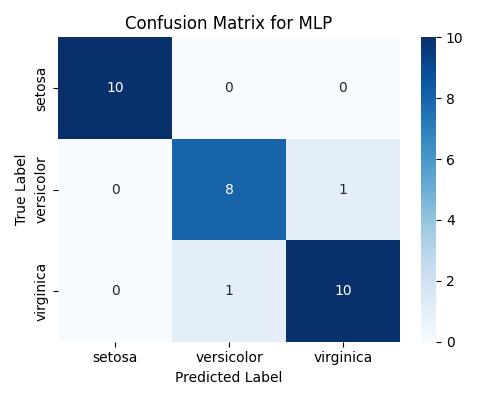 Confusion Matrix for MLP
True Label
setosa
versicolor
virginica
10 0 0
0 8 1
0 1 10
setosa versicolor virginica
Predicted Label
10
8
6
4
2
0